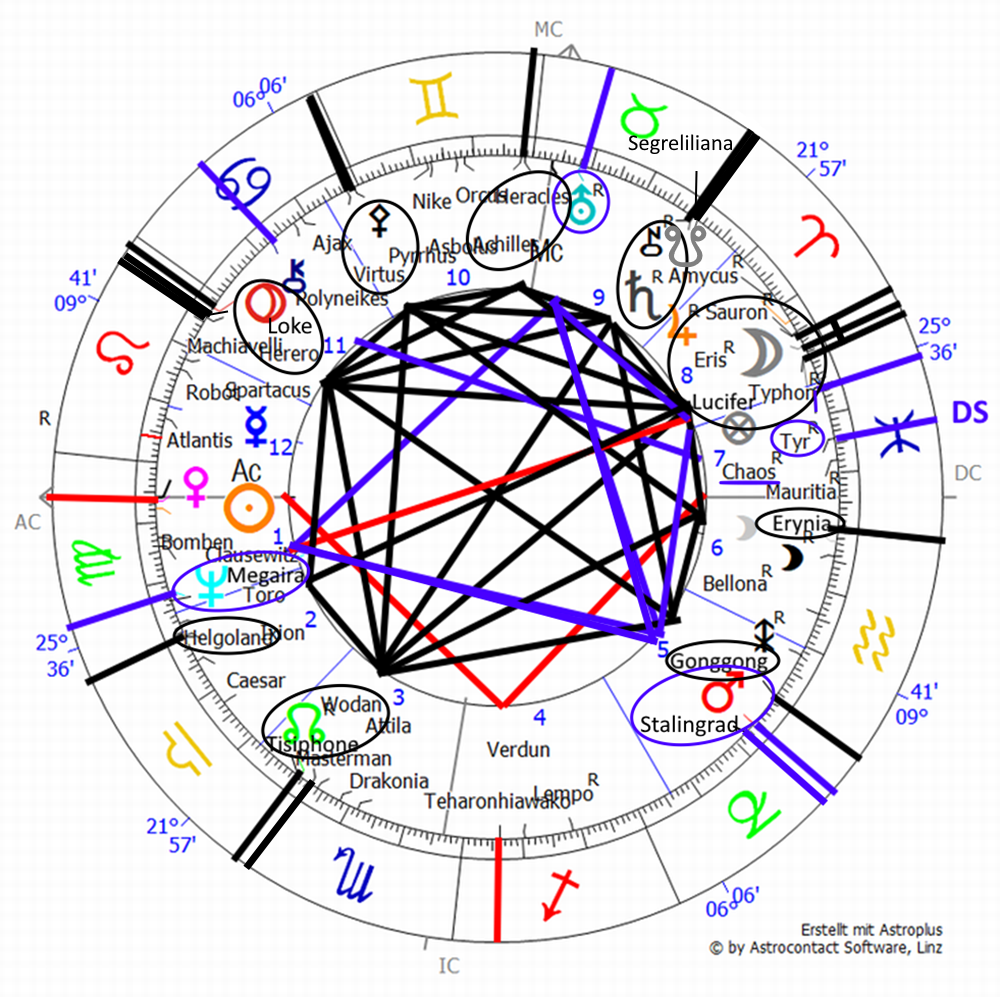 MC
06° 06'
Segreliliana
21°
57'
Nike
Orcus
Heracles
R
Ajax
Pyrrhus
Asbolus
Achilles
Mc
Virtus
R
R
Amycus
R
41'
09°
10
9
Polyneikes
R
Sauron
R
25°
36'
Loke
Herero
Machiavelli
11
Eris
R
8
Robot
Spartacus
Lucifer
Typhon
R
Atlantis
12
Tyr
R
DS
Ac
7
Chaos
R
DC
Mauritia
R
AC
Erynia
R
Bomben
1
Clausewitz
6
Megaira
Toro
Bellona
R
2
R
25°
36'
Helgoland
Ixion
5
Gonggong
Caesar
41'
09°
Wodan
R
3
Attila
4
Stalingrad
Tisiphone
Masterman
Verdun
Drakonia
Lempo
R
Teharonhiawako
21°
57'
06° 06'
IC
Erstellt mit Astroplus
© by Astrocontact Software, Linz